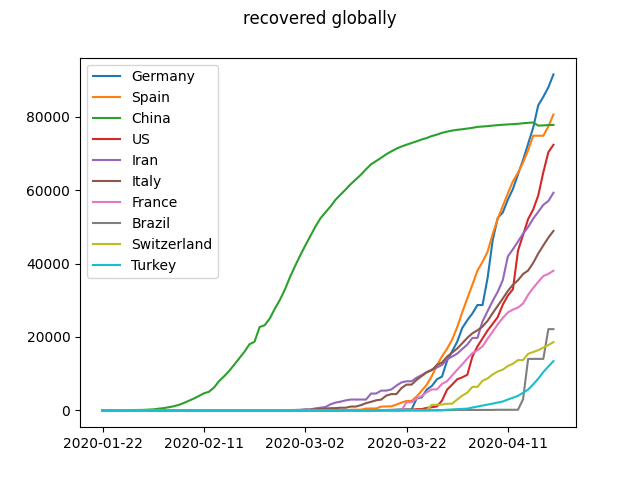 recovered globally
Germany
Spain
China
US
Iran
Italy
France
Brazil
Switzerland
Turkey
80000
60000
40000
20000
0
2020-01-22 2020-02-11 2020-03-02 2020-03-22 2020-04-11